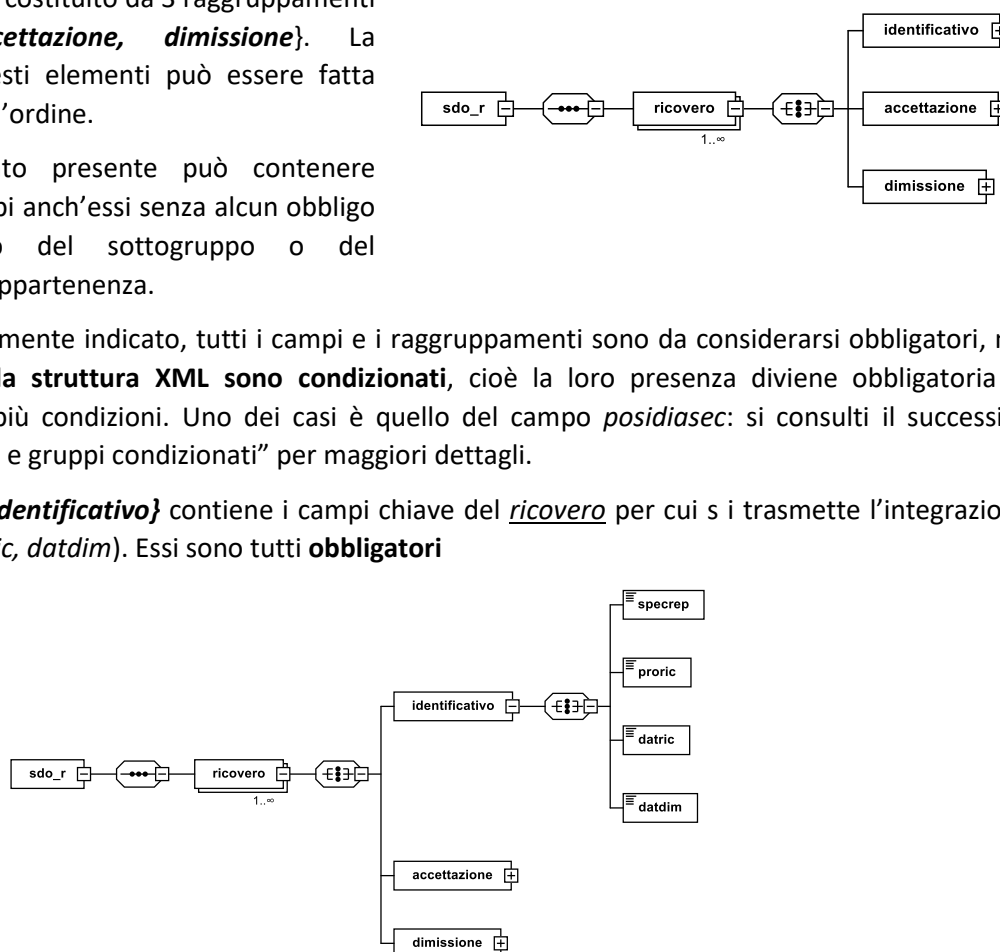 costituito da 3 raggruppamenti
cettazione, dimissione}. La
esti elementi può essere fatta
l'ordine.
to presente può contenere
pi anch'essi senza alcun obbligo
o del sottogruppo o del
ppartenenza.
sdo_r
ricovero
1..∞
identificativo
accettazione
dimissione
mente indicato, tutti i campi e i raggruppamenti sono da considerarsi obbligatori,
la struttura XML sono condizionati, cioè la loro presenza diviene obbligatoria
più condizioni. Uno dei casi è quello del campo posidiasec: si consulti il successi
e gruppi condizionati” per maggiori dettagli.
dentificativo} contiene i campi chiave del ricovero per cui s i trasmette l’integrazio
ic, datdim). Essi sono tutti obbligatori
specrep
proric
identificativo
datric
sdo_r
ricovero
1..∞
datdim
accettazione
dimissione